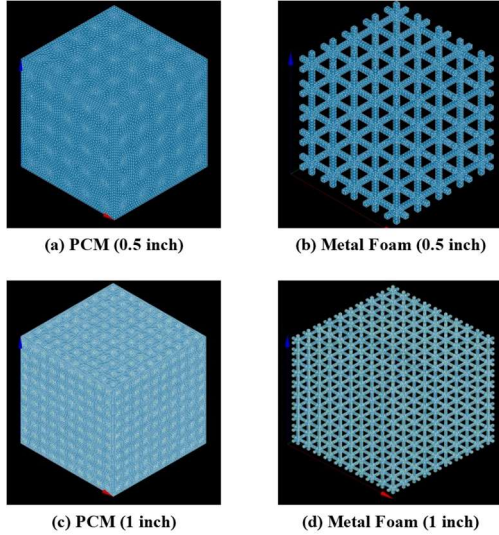 (a) PCM (0.5 inch)
(b) Metal Foam (0.5 inch)
(c) PCM (1 inch)
(d) Metal Foam (1 inch)